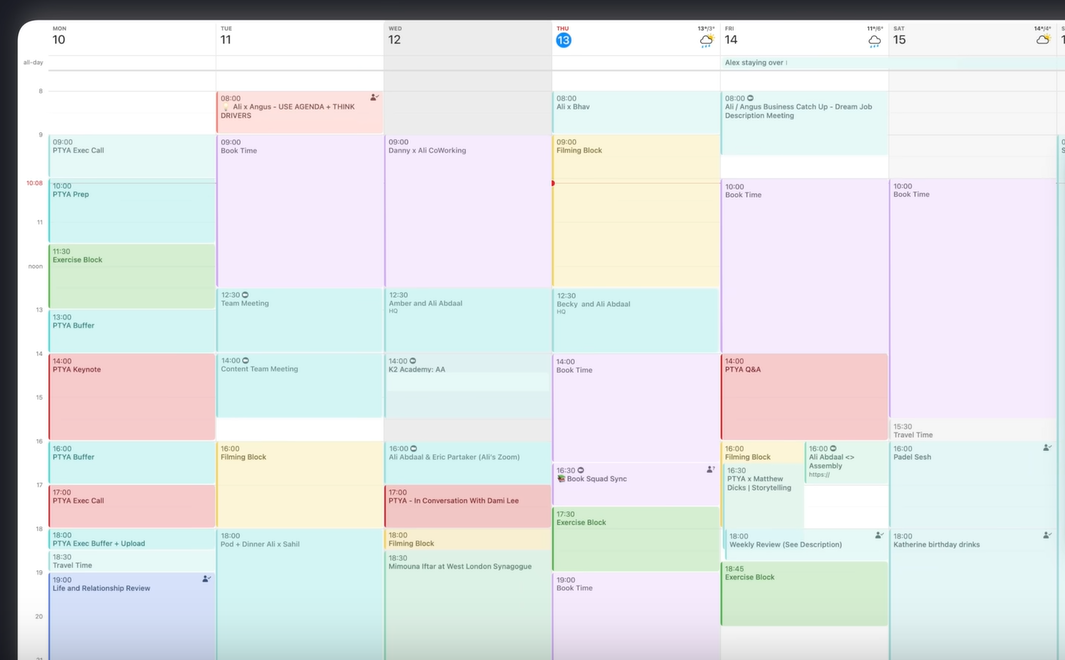 MON
10
TUE
11
WED
12
THU
13
13°/3°
FRI
14
11°/6°
SAT
15
14°/4°
all-day
Alex staying over
8
9
10:08
11
noon
13
14
15
16
17
18
19
20
09:00
PTYA Exec Call
10:00
PTYA Prep
11:30
Exercise Block
13:00
PTYA Buffer
14:00
PTYA Keynote
16:00
PTYA Buffer
17:00
PTYA Exec Call
18:00
PTYA Exec Buffer + Upload
18:30
Travel Time
19:00
Life and Relationship Review
08:00
Ali x Angus - USE AGENDA + THINK
DRIVERS
09:00
Book Time
12:30
Team Meeting
14:00
Content Team Meeting
16:00
Filming Block
18:00
Pod + Dinner Ali x Sahil
09:00
Danny x Ali CoWorking
12:30
Amber and Ali Abdaal
HQ
14:00
K2 Academy: AA
16:00
Ali Abdaal & Eric Partaker (Ali's Zoom)
17:00
PTYA - In Conversation With Dami Lee
18:00
Filming Block
18:30
Mimouna Iftar at West London Synagogue
08:00
Ali x Bhav
09:00
Filming Block
12:30
Becky and Ali Abdaal
HQ
14:00
Book Time
16:30
📚 Book Squad Sync
17:30
Exercise Block
19:00
Book Time
08:00
Ali / Angus Business Catch Up - Dream Job
Description Meeting
10:00
Book Time
14:00
PTYA Q&A
16:00
Filming Block
16:30
PTYA x Matthew
Dicks | Storytelling
16:00
Ali Abdaal <>
Assembly
https://
18:00
Weekly Review (See Description)
18:45
Exercise Block
10:00
Book Time
15:30
Travel Time
16:00
Padel Sesh
18:00
Katherine birthday drinks